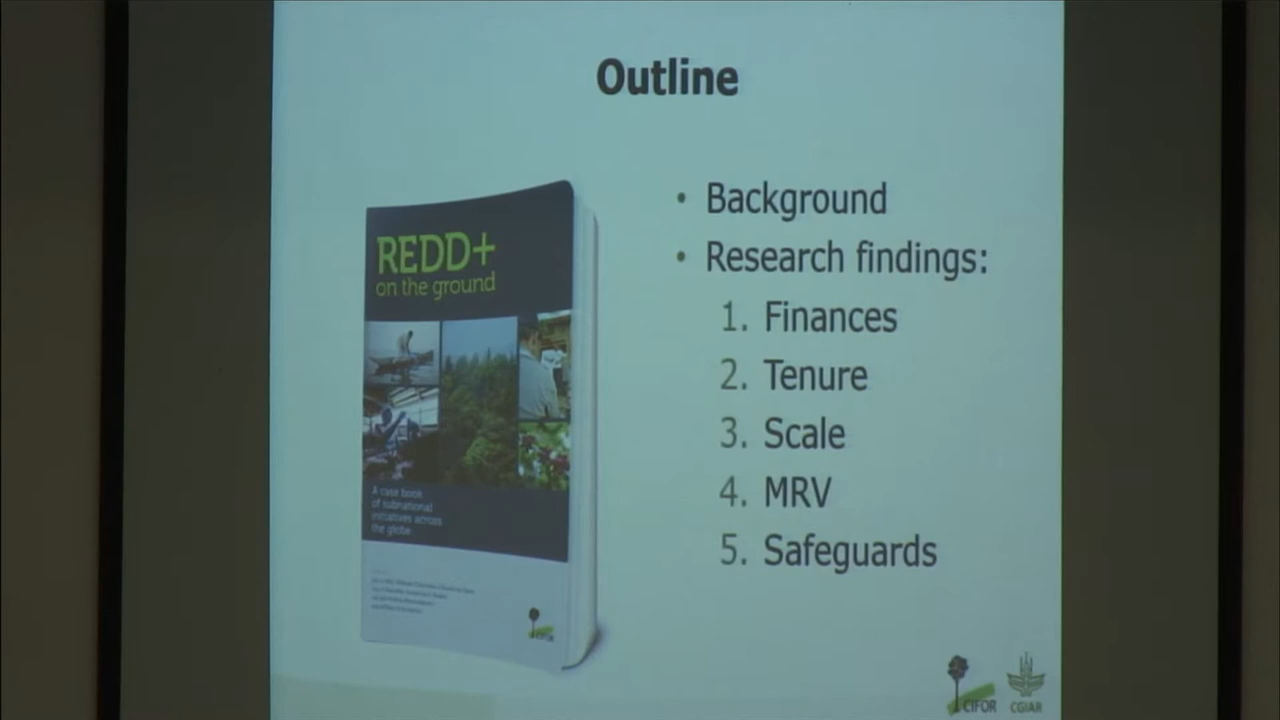 Outline
REDD+
on the ground
A case book
of subnational
initiatives across
the globe
CIFOR
• Background
• Research findings:
1. Finances
2. Tenure
3. Scale
4. MRV
5. Safeguards
CIFOR
CGIAR